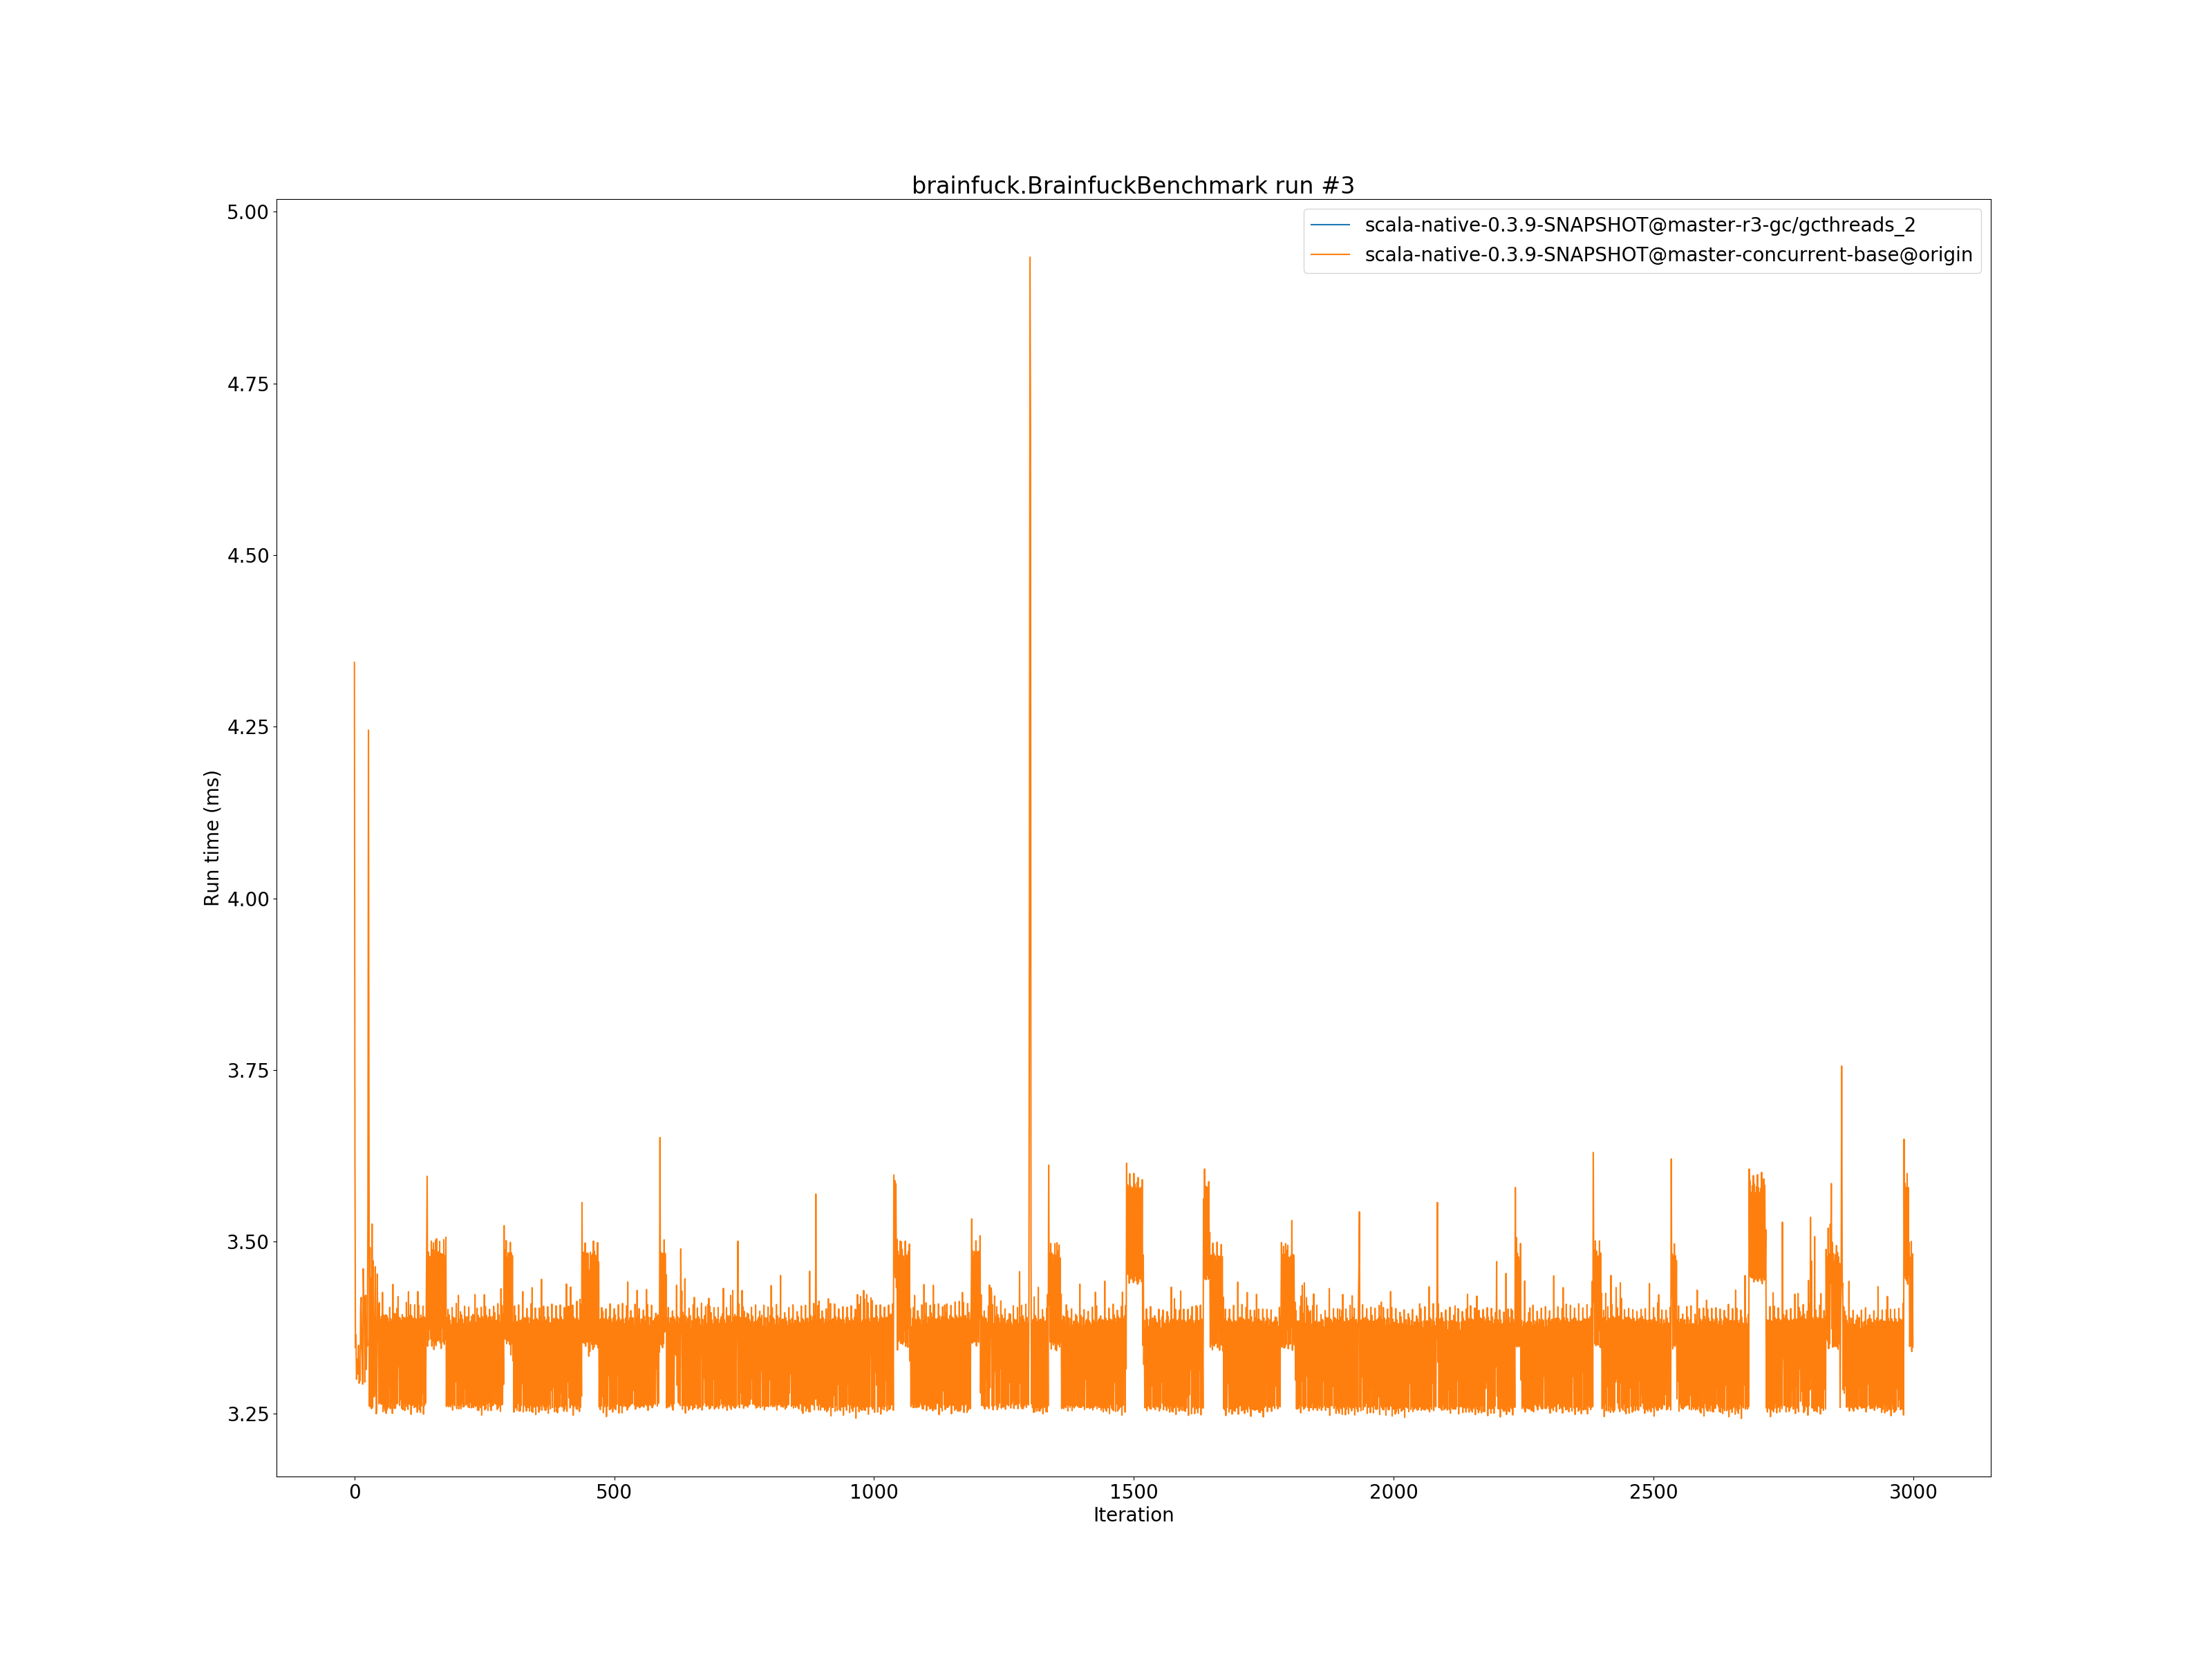 brainfuck.BrainfuckBenchmark run #3
5.00
4.75
4.50
4.25
4.00
3.75
3.50
3.25
Run time (ms)
scala-native-0.3.9-SNAPSHOT@master-r3-gc/gcthreads_2
scala-native-0.3.9-SNAPSHOT@master-concurrent-base@origin
0 500 1000 1500 2000 2500 3000
Iteration